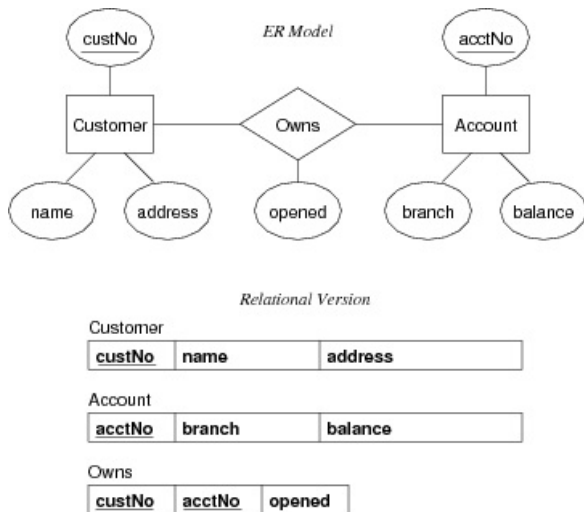 ER Model
custNo
acctNo
Customer
Owns
Account
name
address
opened
branch
balance
Relational Version
Customer
custNo name address
Account
acctNo branch balance
Owns
custNo acctNo opened